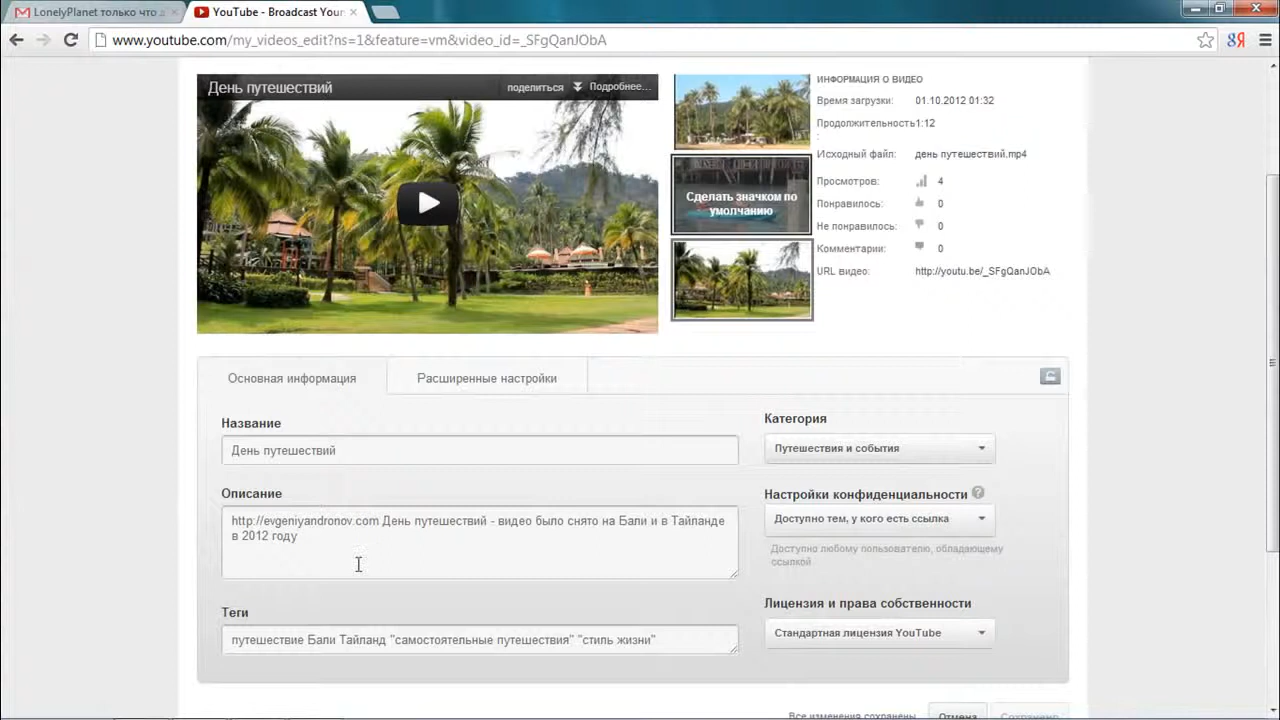 LonelyPlanet только что
YouTube - Broadcast Your
www.youtube.com/my_videos_edit?ns=1&feature=vm&video_id=_SFgQanJObA
День путешествий
поделиться
Подробнее...
Сделать значком по
умолчанию
ИНФОРМАЦИЯ О ВИДЕО
Время загрузки: 01.10.2012 01:32
Продолжительность 1:12
:
Исходный файл: день путешествий.mp4
Просмотров: 4
Понравилось: 0
Не понравилось: 0
Комментарии: 0
URL видео: http://youtu.be/_SFgQanJObA
Основная информация
Расширенные настройки
Название
День путешествий
Описание
http://evgeniyandronov.com День путешествий - видео было снято на Бали и в Тайланде
в 2012 году
Теги
путешествие Бали Тайланд "самостоятельные путешествия" "стиль жизни"
Категория
Путешествия и события
Настройки конфиденциальности ?
Доступно тем, у кого есть ссылка
Доступно любому пользователю, обладающему
ссылкой
Лицензия и права собственности
Стандартная лицензия YouTube
Все изменения сохранены
Отмена